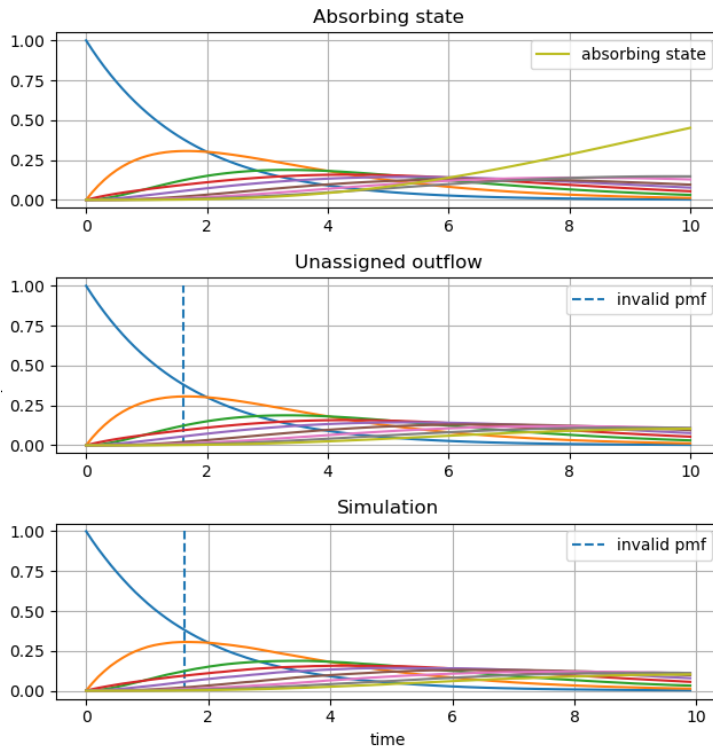 Absorbing state
1.00
absorbing state
0.75
0.50
0.25
0.00
0 2 4 6 8 10
Unassigned outflow
1.00
invalid pmf
0.75
0.50
0.25
0.00
0 2 4 6 8 10
Simulation
1.00
invalid pmf
0.75
0.50
0.25
0.00
0 2 4 6 8 10
time